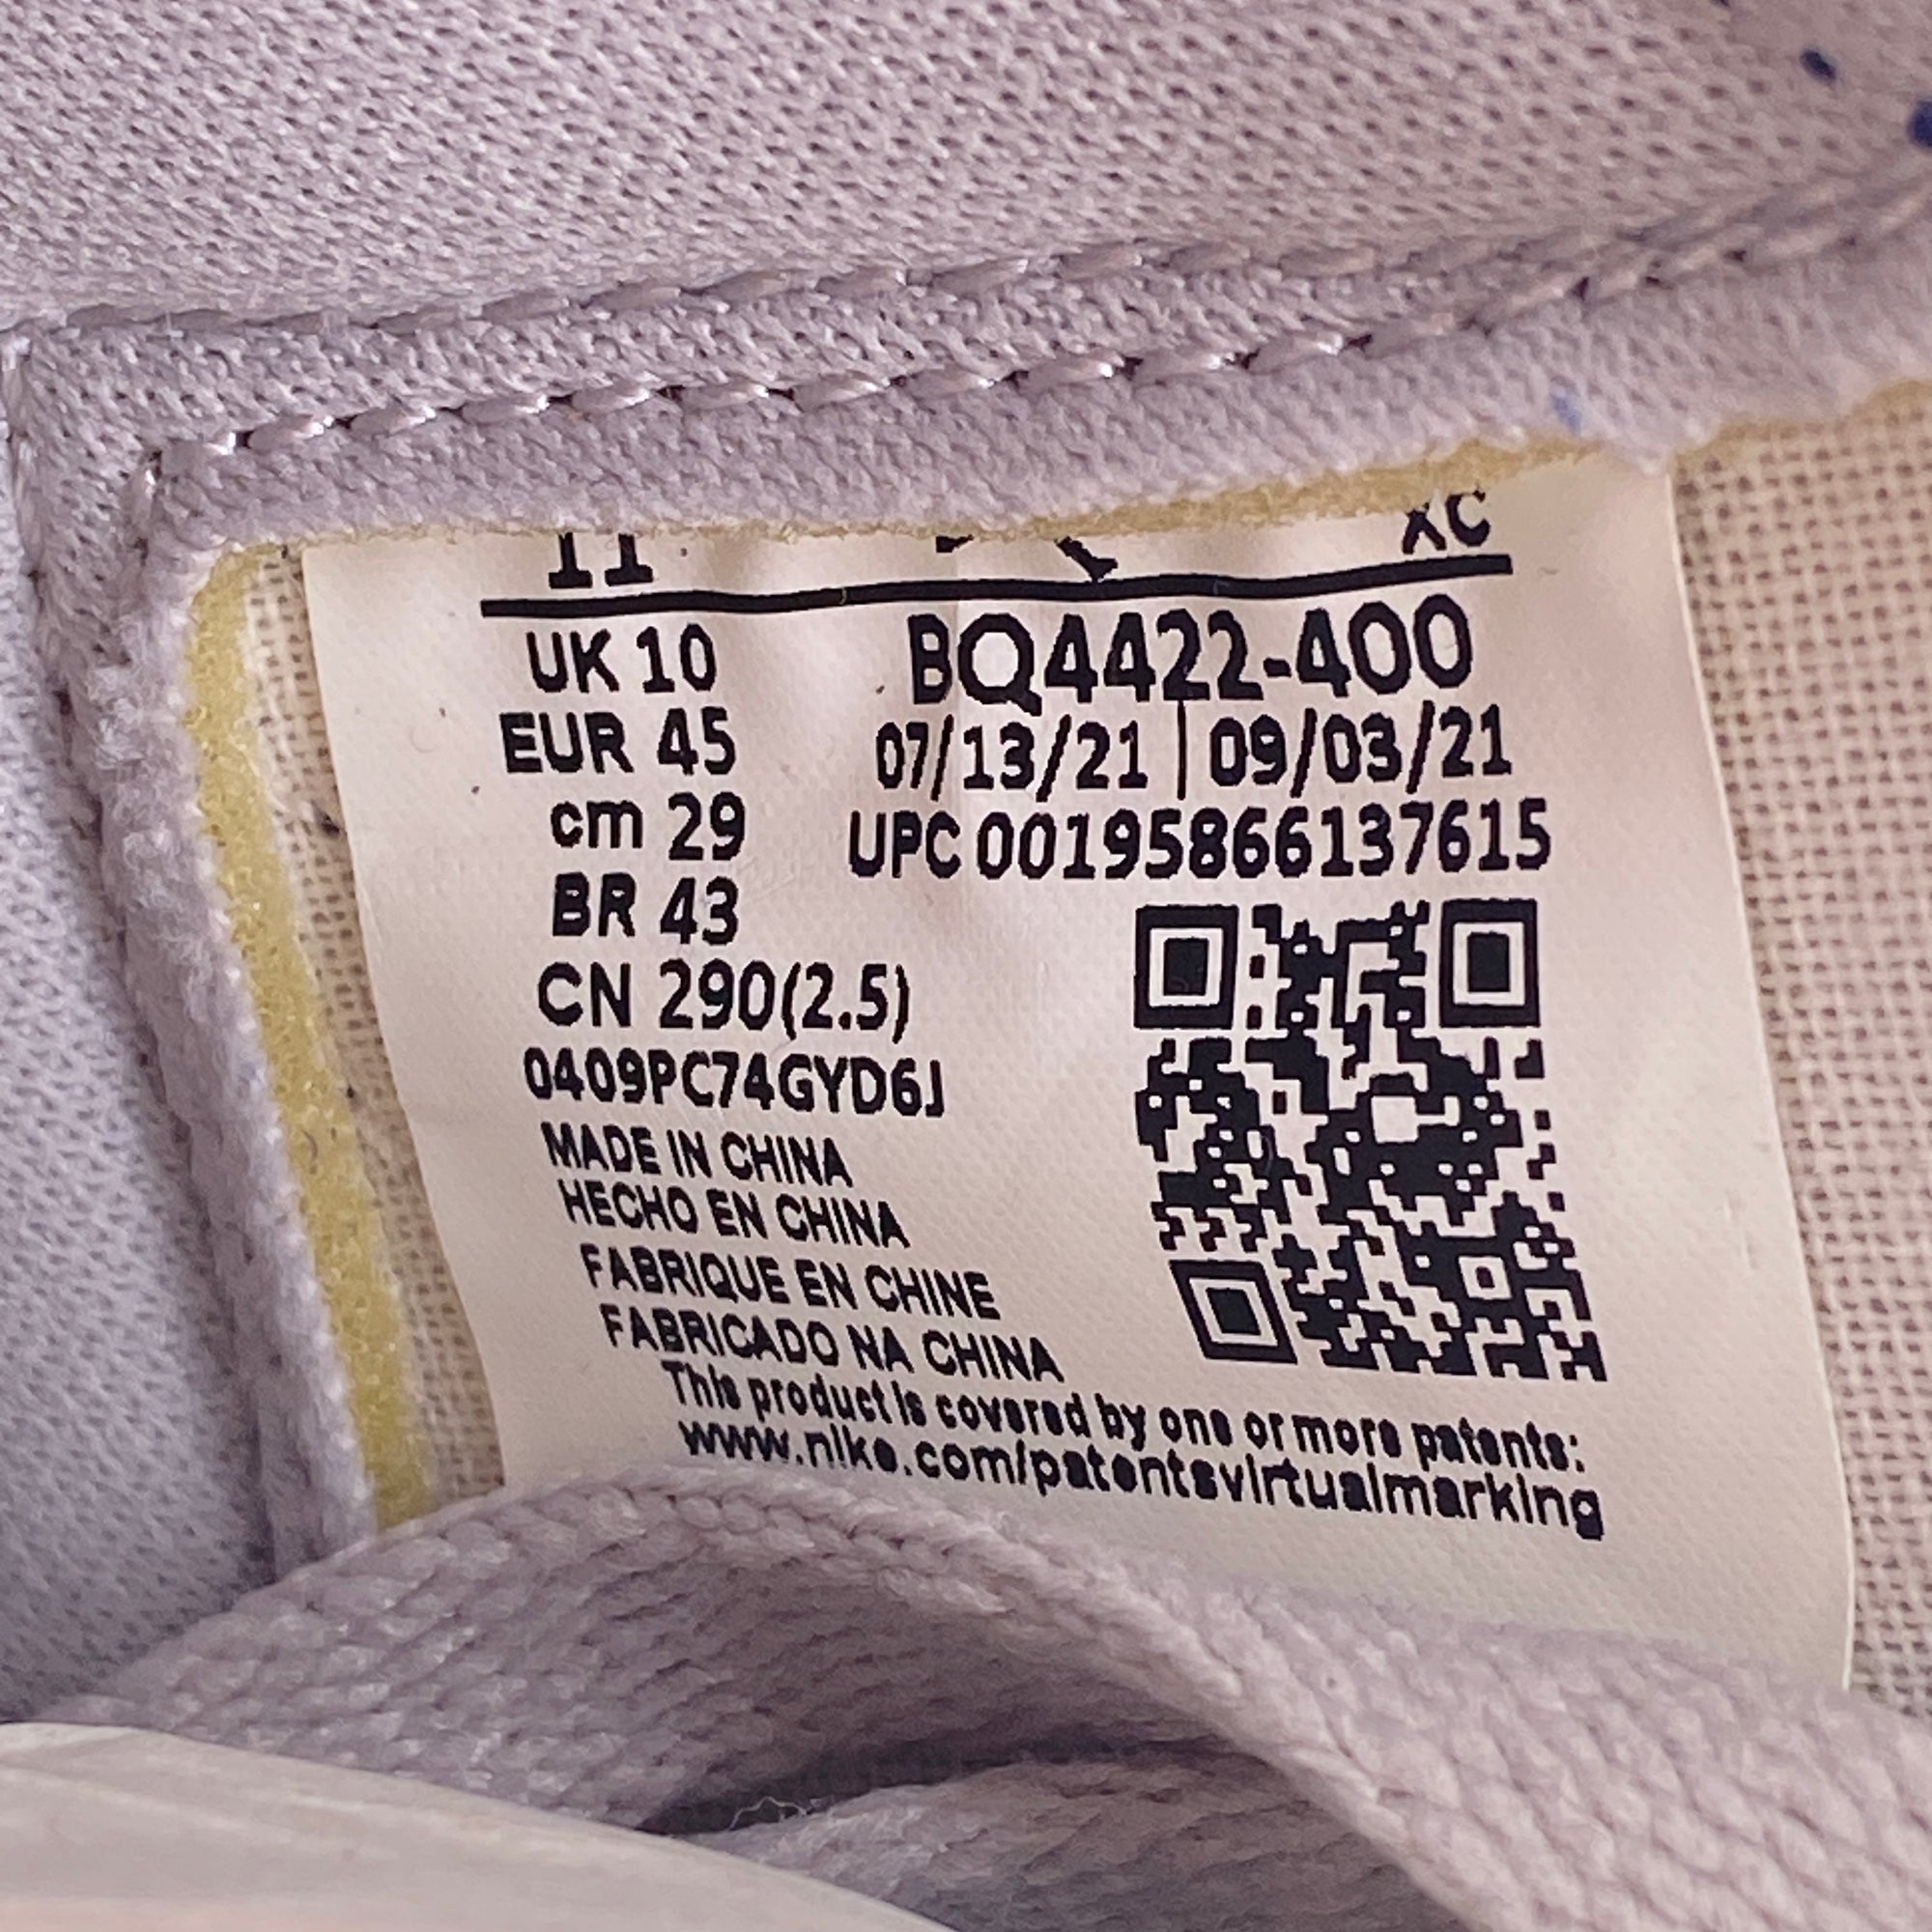 11 XC
UK 10 BQ4422-400
EUR 45 07/13/21 | 09/03/21
cm 29 UPC 00195866137615
BR 43
CN 290(2.5)
0409PC74GYD6J
MADE IN CHINA
HECHO EN CHINA
FABRIQUE EN CHINE
FABRICADO NA CHINA
This product is covered by one or more patents:
www.nike.com/patentsvirtualmarking